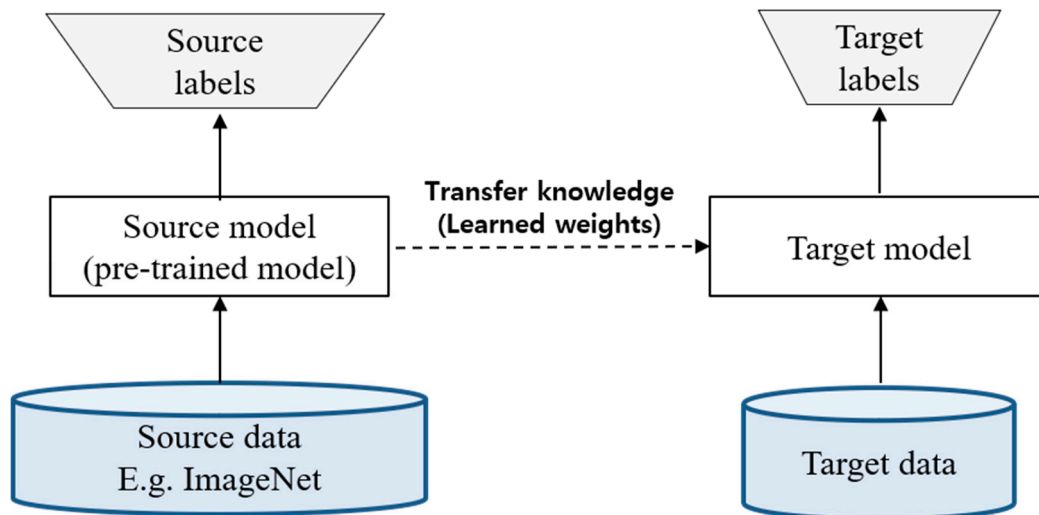 Source
labels
Target
labels
Transfer knowledge
(Learned weights)
Source model
(pre-trained model)
Target model
Source data
E.g. ImageNet
Target data